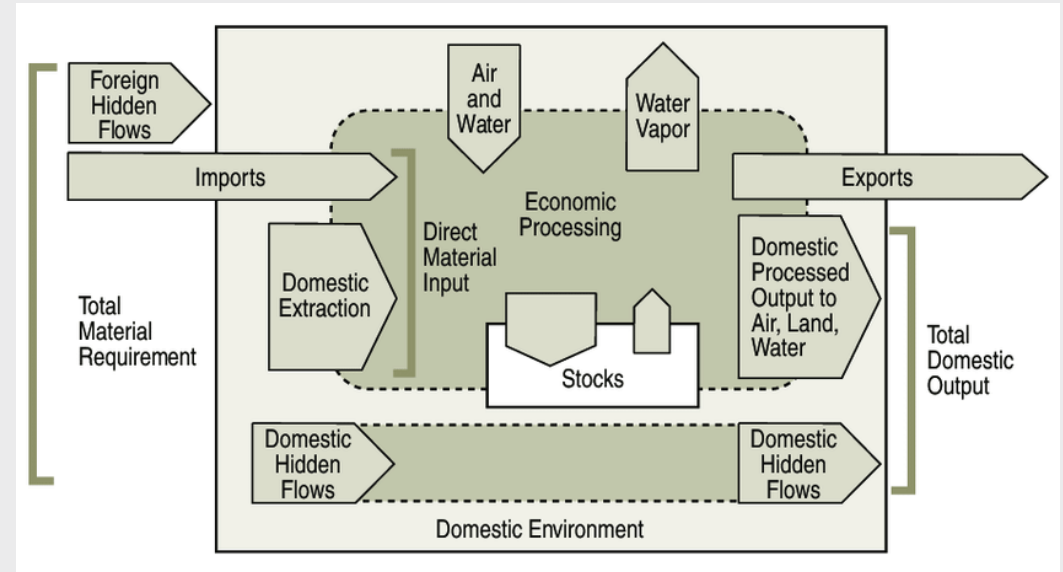 Foreign
Hidden
Flows
Air
and
Water
Water
Vapor
Imports
Exports
Economic
Processing
Direct
Material
Input
Domestic
Extraction
Domestic
Processed
Output to
Air, Land,
Water
Total
Material
Requirement
Total
Domestic
Output
Stocks
Domestic
Hidden
Flows
Domestic
Hidden
Flows
Domestic Environment